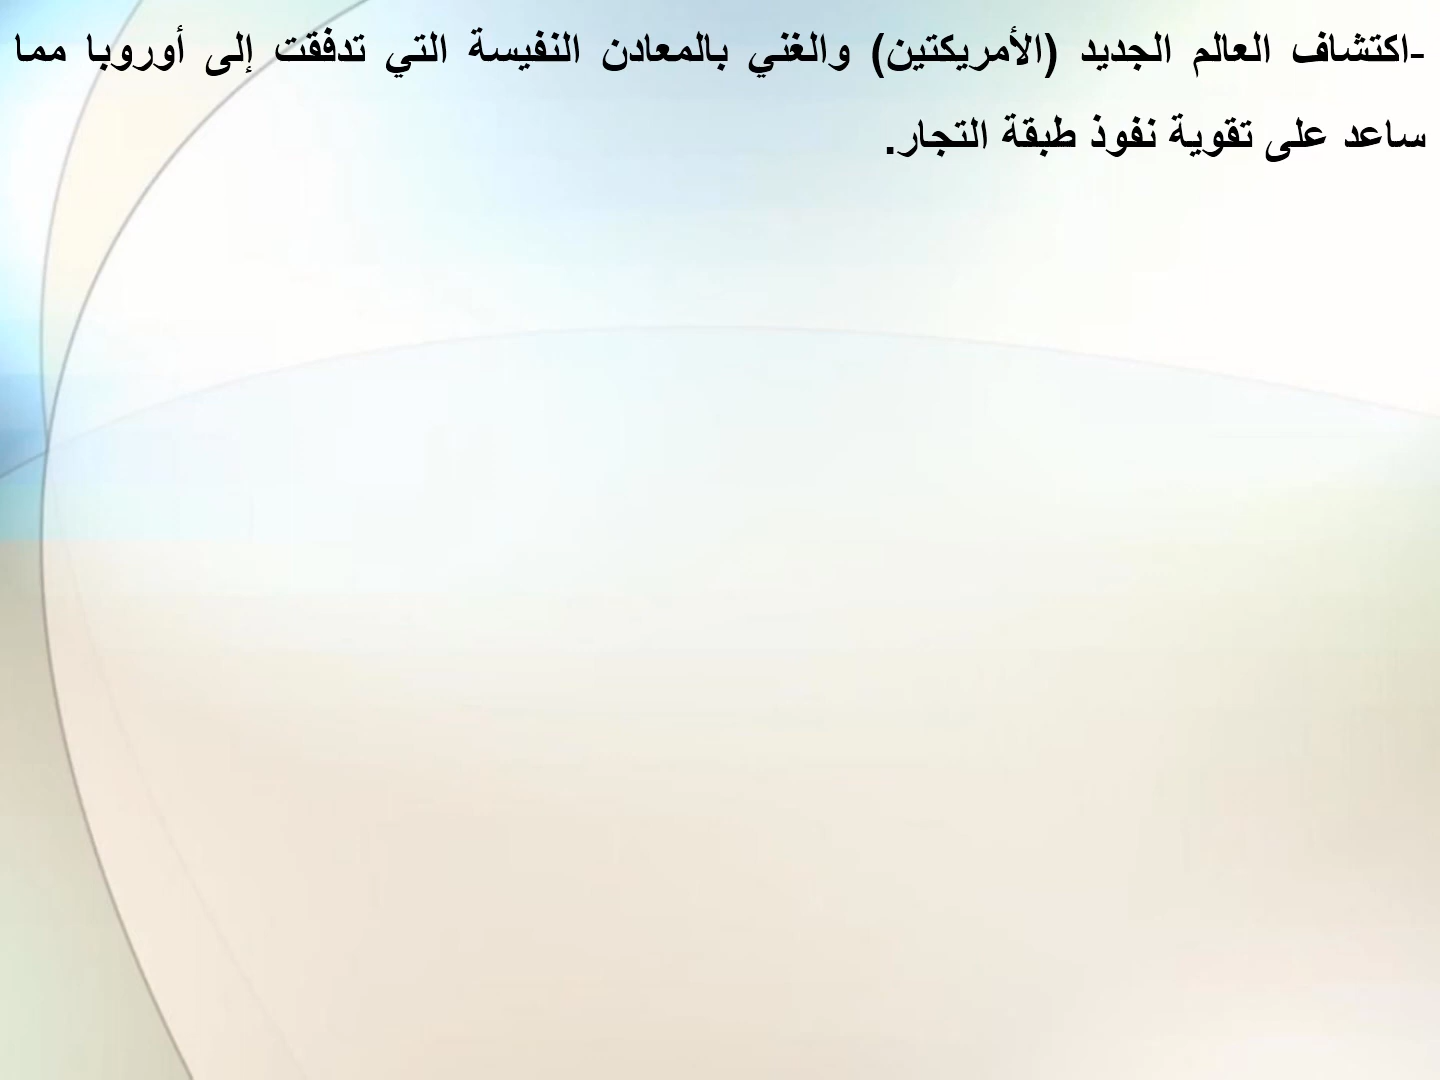 -اكتشاف العالم الجديد (الأمريكتين) والغني بالمعادن النفيسة التي تدفقت إلى أوروبا مما
ساعد على تقوية نفوذ طبقة التجار.